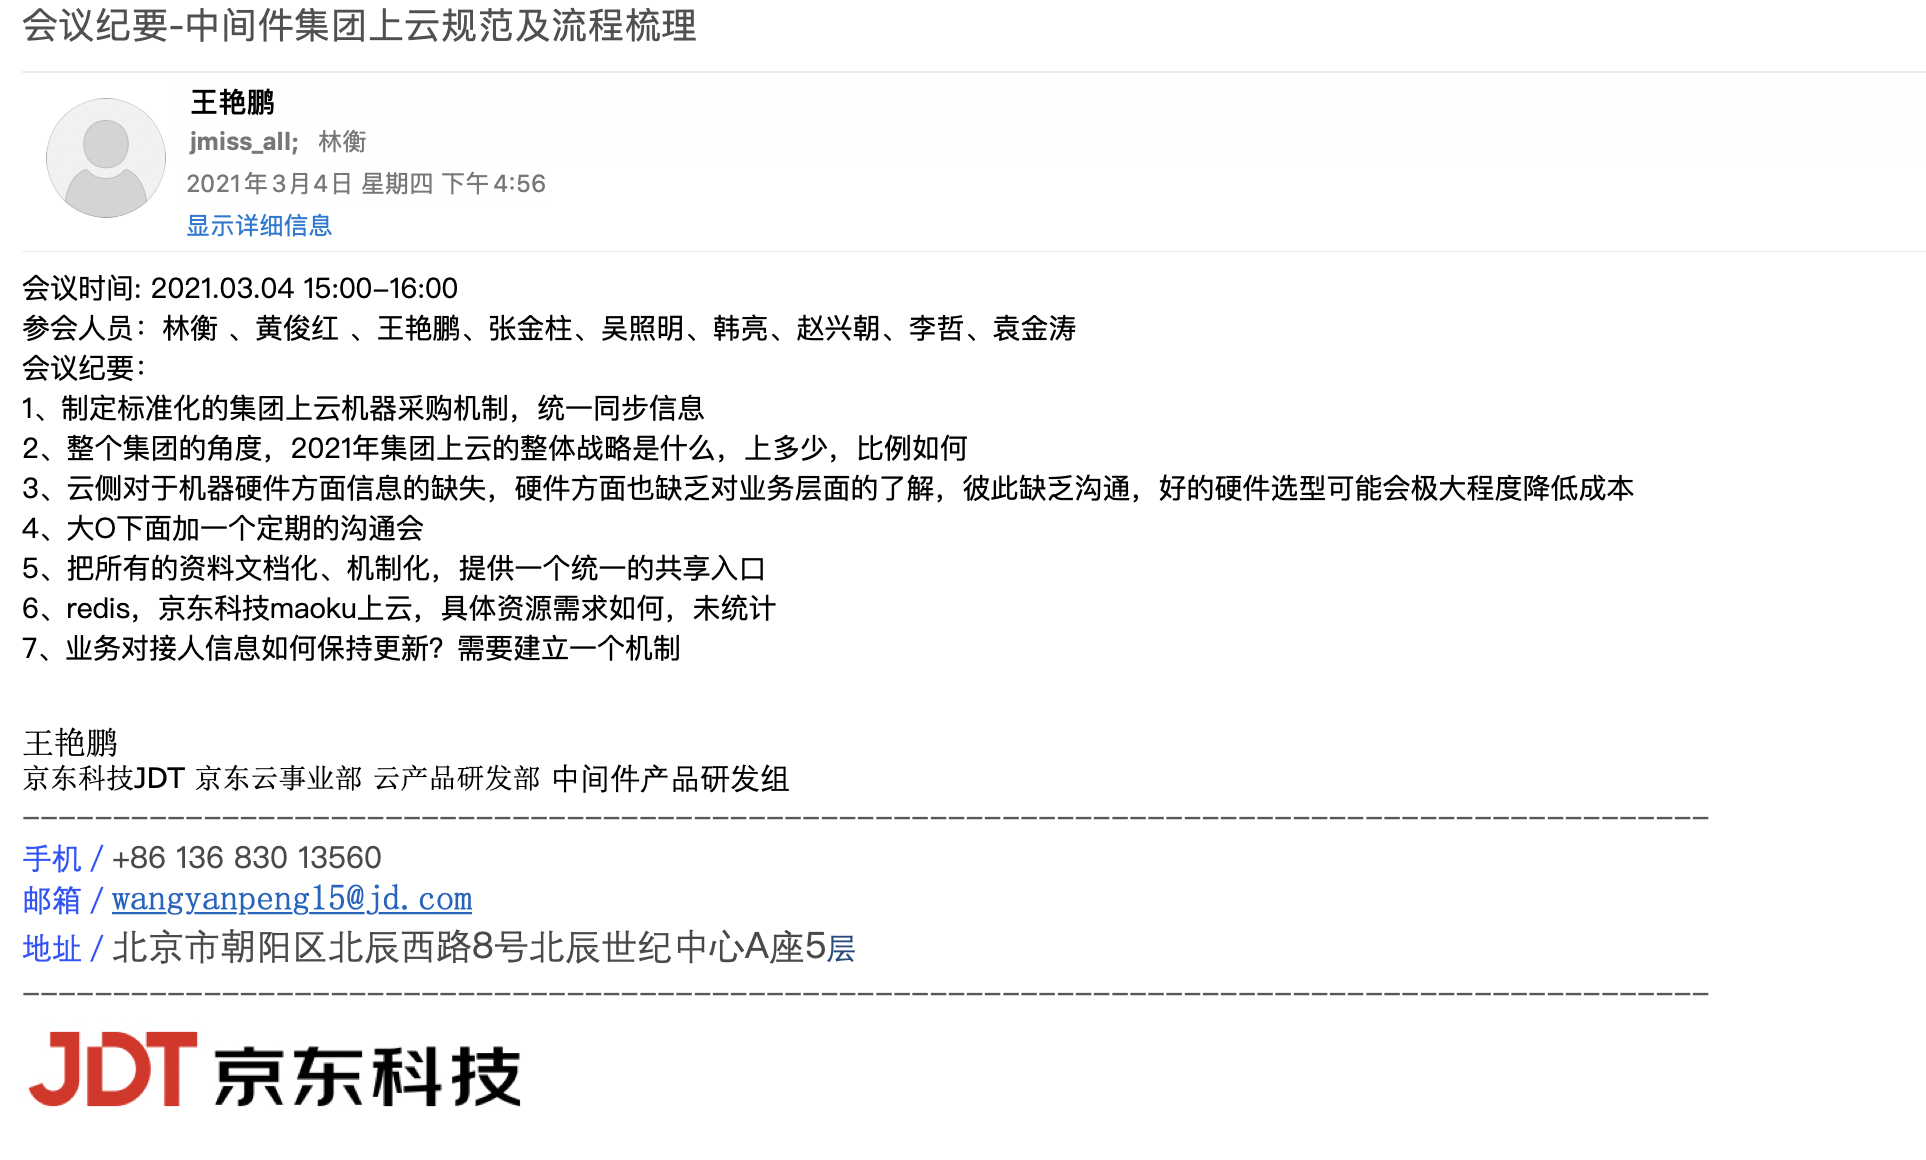 会议纪要-中间件集团上云规范及流程梳理
王艳鹏
jmiss_all; 林衡
2021年3月4日 星期四 下午4:56
显示详细信息
会议时间: 2021.03.04 15:00-16:00
参会人员：林衡 、黄俊红 、王艳鹏、张金柱、吴照明、韩亮、赵兴朝、李哲、袁金涛
会议纪要：
1、制定标准化的集团上云机器采购机制，统一同步信息
2、整个集团的角度，2021年集团上云的整体战略是什么，上多少，比例如何
3、云侧对于机器硬件方面信息的缺失，硬件方面也缺乏对业务层面的了解，彼此缺乏沟通，好的硬件选型可能会极大程度降低成本
4、大O下面加一个定期的沟通会
5、把所有的资料文档化、机制化，提供一个统一的共享入口
6、redis，京东科技maoku上云，具体资源需求如何，未统计
7、业务对接人信息如何保持更新？需要建立一个机制
王艳鹏
京东科技JDT 京东云事业部 云产品研发部 中间件产品研发组
手机 / +86 136 830 13560
邮箱 / wangyanpeng15@jd.com
地址 / 北京市朝阳区北辰西路8号北辰世纪中心A座5层
JDT 京东科技